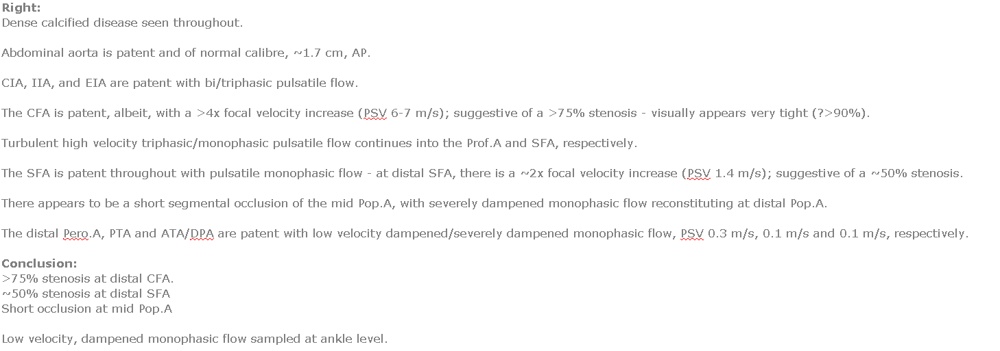 Right:
Dense calcified disease seen throughout.
Abdominal aorta is patent and of normal calibre, ~1.7 cm, AP.
CIA, IIA, and EIA are patent with bi/triphasic pulsatile flow.
The CFA is patent, albeit, with a >4x focal velocity increase (PSV 6-7 m/s); suggestive of a >75% stenosis - visually appears very tight (?>90%).
Turbulent high velocity triphasic/monophasic pulsatile flow continues into the Prof.A and SFA, respectively.
The SFA is patent throughout with pulsatile monophasic flow - at distal SFA, there is a ~2x focal velocity increase (PSV 1.4 m/s); suggestive of a ~50% stenosis.
There appears to be a short segmental occlusion of the mid Pop.A, with severely dampened monophasic flow reconstituting at distal Pop.A.
The distal Pero.A, PTA and ATA/DPA are patent with low velocity dampened/severely dampened monophasic flow, PSV 0.3 m/s, 0.1 m/s and 0.1 m/s, respectively.
Conclusion:
>75% stenosis at distal CFA.
~50% stenosis at distal SFA
Short occlusion at mid Pop.A
Low velocity, dampened monophasic flow sampled at ankle level.